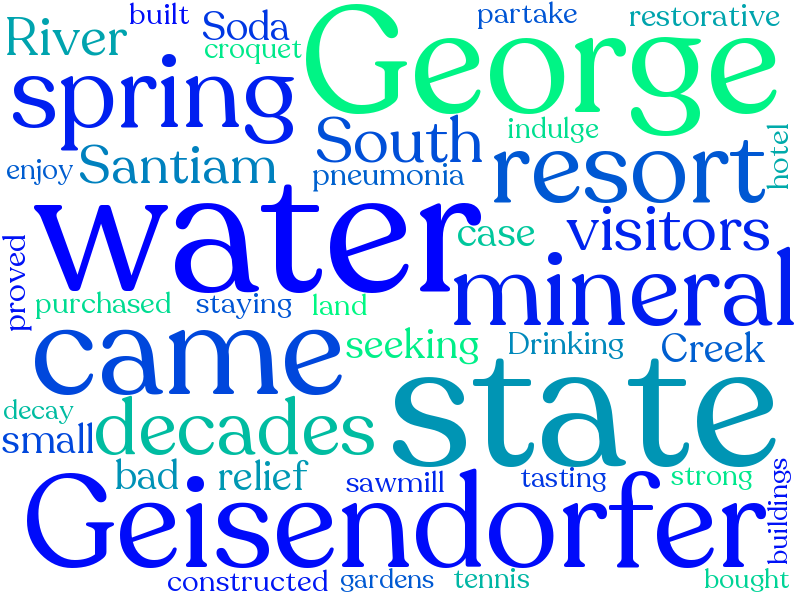 built
partake
restorative
River
Soda
croquet
George
spring
South
indulge
hotel
enjoy
Santiam
pneumonia
resort
water
case
visitors
proved
mineral
purchased
staying
land
came
seeking
Drinking
Creek
state
decay
small
decades
bad
relief
sawmill
tasting
strong
Geisendorfer
buildings
constructed
gardens
tennis
bought